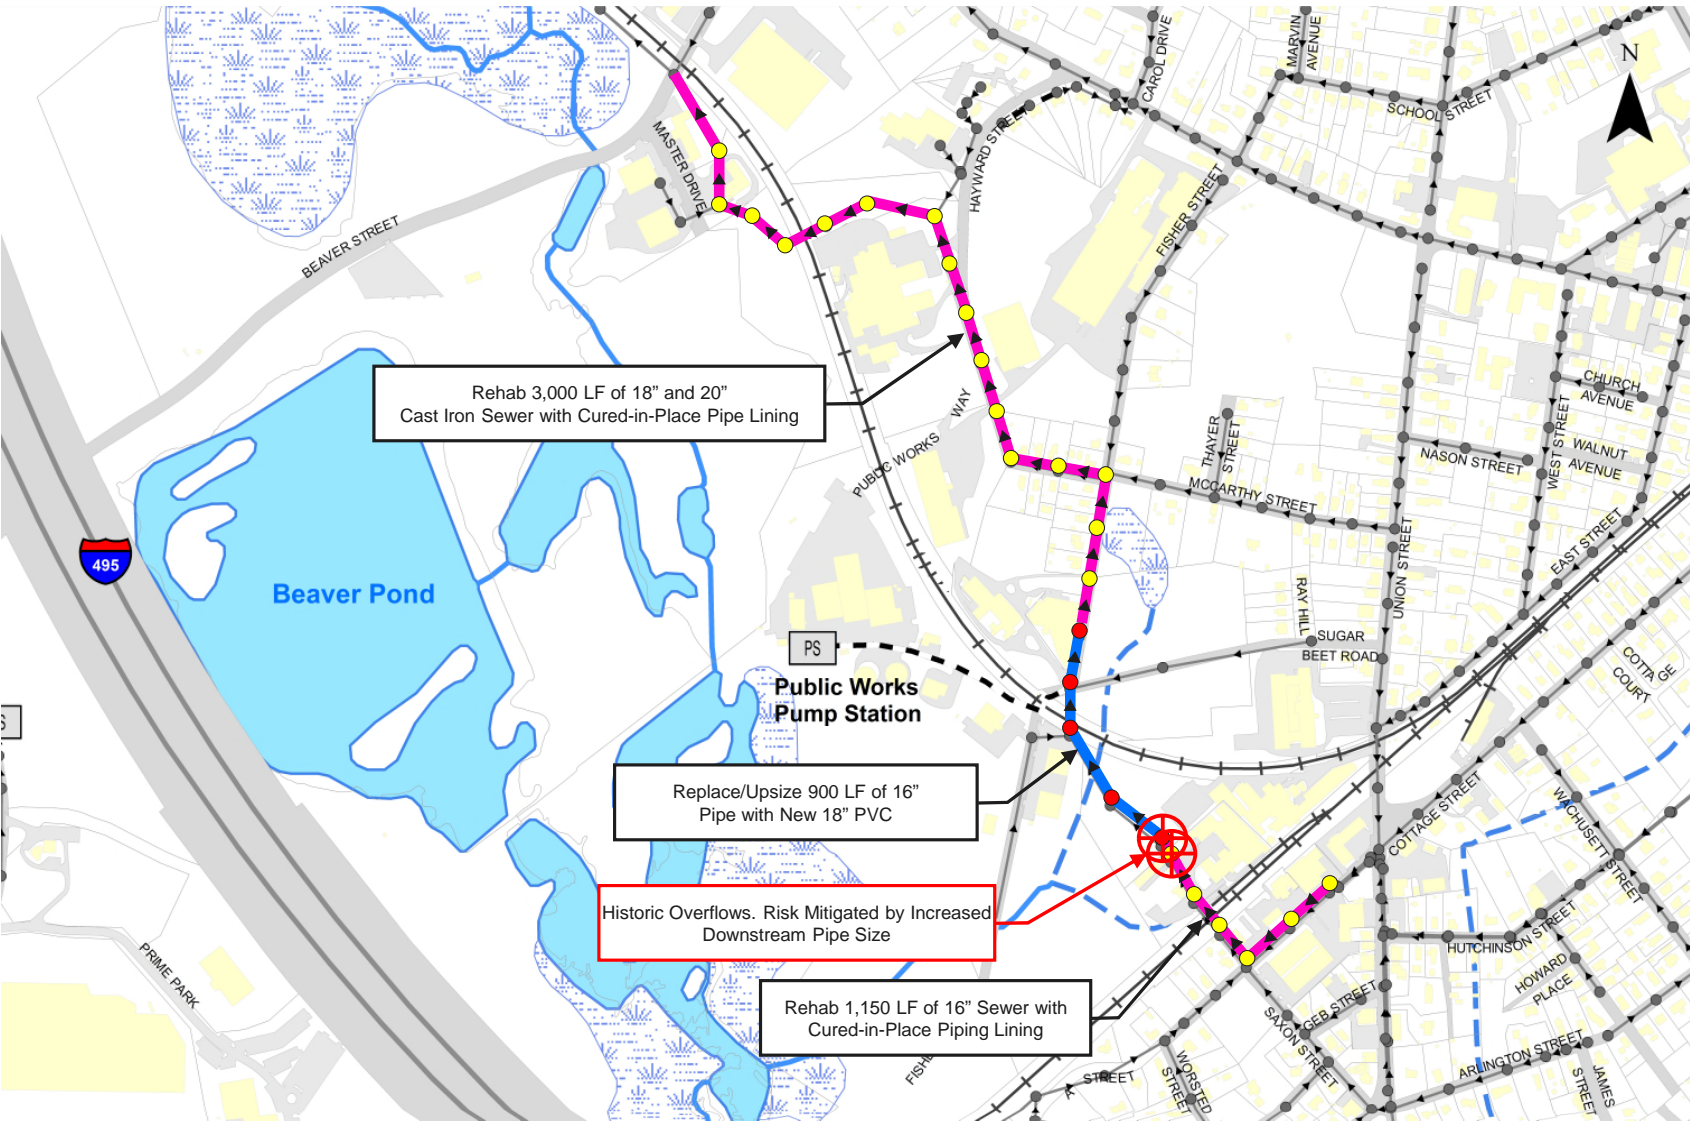 N
CAROL DRIVE
MARVIN
AVENUE
SCHOOL STREET
HAYWARD STREET
MASTER DRIVE
FISHER STREET
BEAVER STREET
Rehab 3,000 LF of 18” and 20”
Cast Iron Sewer with Cured-in-Place Pipe Lining
CHURCH
AVENUE
PUBLIC WORKS WAY
THAYER
STREET
NASON STREET
WEST STREET
WALNUT
AVENUE
MCCARTHY STREET
UNION STREET
EAST STREET
495
Beaver Pond
RAY HILL
SUGAR
BEET ROAD
PS
Public Works
Pump Station
COTTAGE
COURT
S
Replace/Upsize 900 LF of 16”
Pipe with New 18” PVC
COTTAGE STREET
WACHUSETT STREET
Historic Overflows. Risk Mitigated by Increased
Downstream Pipe Size
HUTCHINSON STREET
HOWARD
PLACE
PRIME PARK
Rehab 1,150 LF of 16” Sewer with
Cured-in-Place Piping Lining
GEB STREET
SAXON STREET
ARLINGTON STREET
FISHE
A STREET
WORSTED
STREET
JAMES
STREET